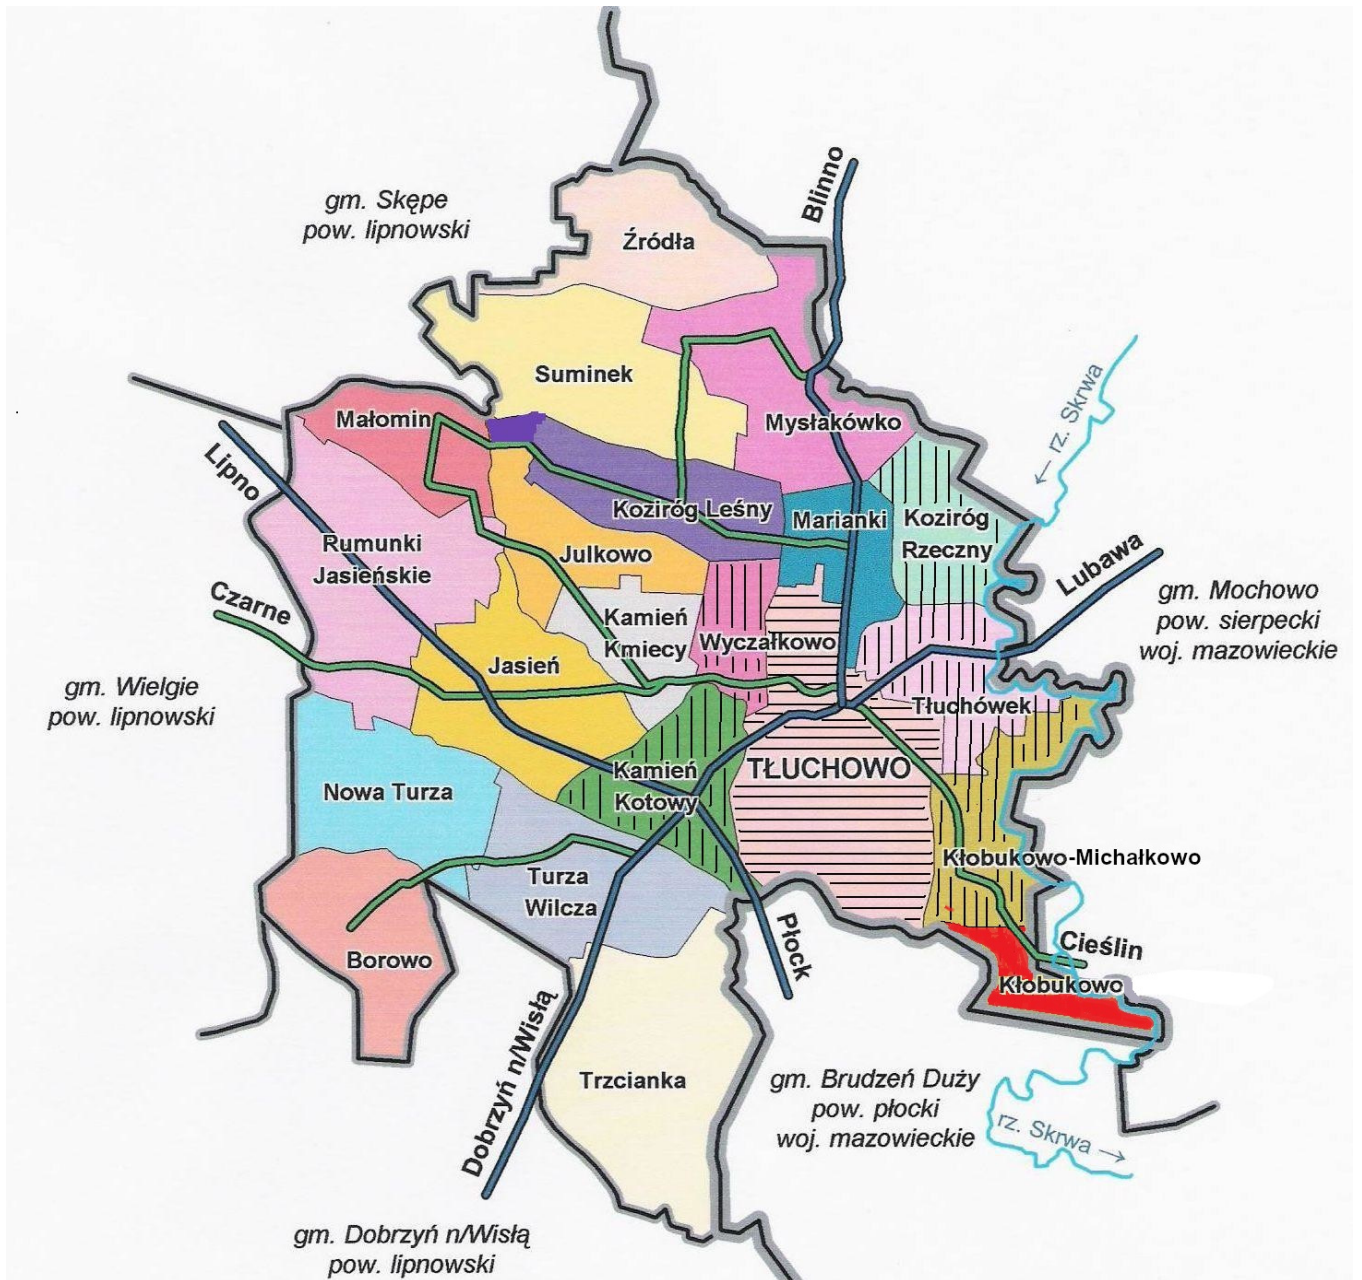 Blinno
gm. Skępe
pow. lipnowski
Źródła
← rz. Skrwa
Suminek
Małomin
Mysłakówko
Lipno
Koziróg Leśny
Marianki
Koziróg
Rzeczny
Rumunki
Jasieńskie
Julkowo
Lubawa
Czarne
Kamień
Kmiecy
Wyczałkowo
gm. Mochowo
pow. sierpecki
woj. mazowieckie
Jasień
gm. Wielgie
pow. lipnowski
Tłuchówek
Nowa Turza
Kamień
Kotowy
TŁUCHOWO
Kłobukowo-Michałkowo
Turza
Wilcza
Borowo
Płock
Cieślin
Kłobukowo
Dobrzyń n/Wisłą
Trzcianka
gm. Brudzeń Duży
pow. płocki
woj. mazowieckie
rz. Skrwa →
gm. Dobrzyń n/Wisłą
pow. lipnowski